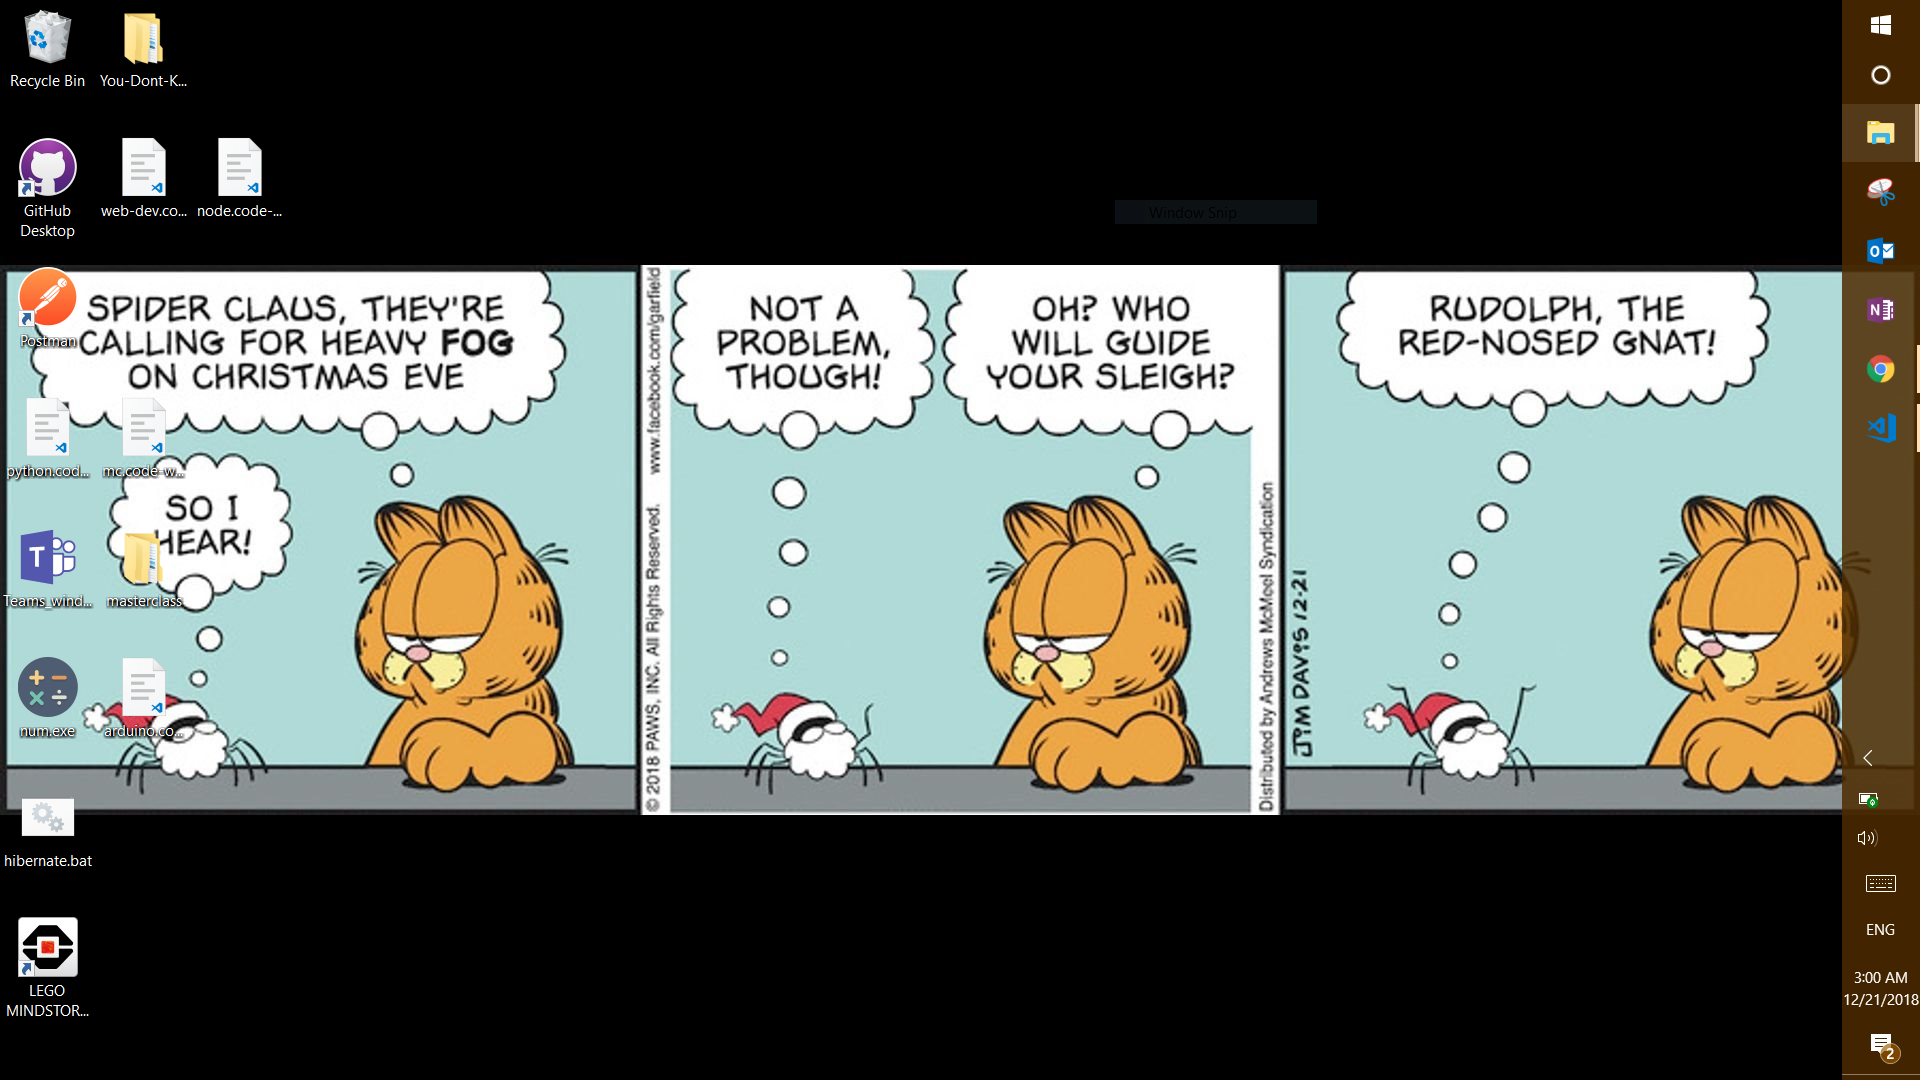 Recycle Bin
You-Dont-K...
GitHub
Desktop
web-dev.co...
node.code-...
Window Snip
Postman
python.cod...
mc.code-w...
Teams_wind...
masterclass
num.exe
arduino.co...
hibernate.bat
LEGO
MINDSTOR...
SPIDER CLAUS, THEY'RE
CALLING FOR HEAVY FOG
ON CHRISTMAS EVE
SO I
HEAR!
© 2018 PAWS, INC. All Rights Reserved. www.facebook.com/garfield
NOT A
PROBLEM,
THOUGH!
OH? WHO
WILL GUIDE
YOUR SLEIGH?
Distributed by Andrews McMeel Syndication
JIM DAVIS 12-21
RUDOLPH, THE
RED-NOSED GNAT!
ENG
3:00 AM
12/21/2018
2